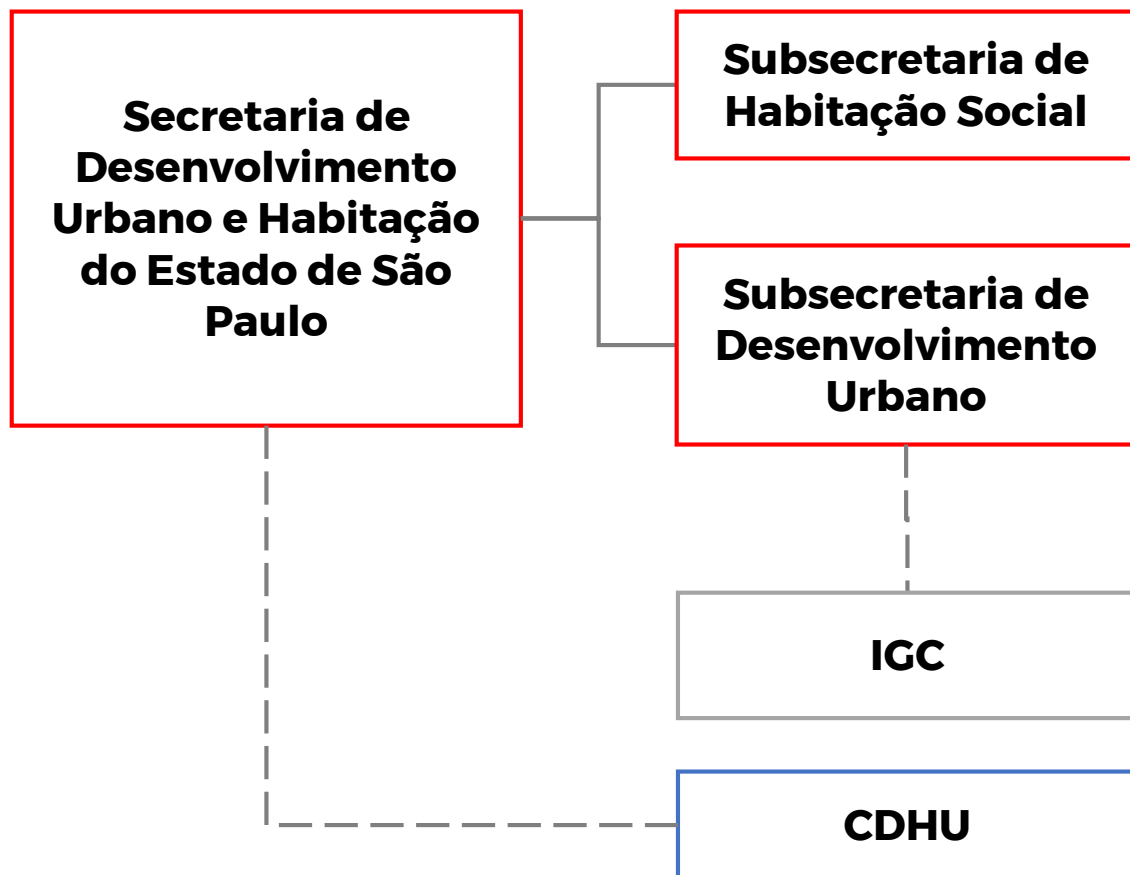 Secretaria de
Desenvolvimento
Urbano e Habitação
do Estado de São
Paulo
Subsecretaria de
Habitação Social
Subsecretaria de
Desenvolvimento
Urbano
IGC
CDHU